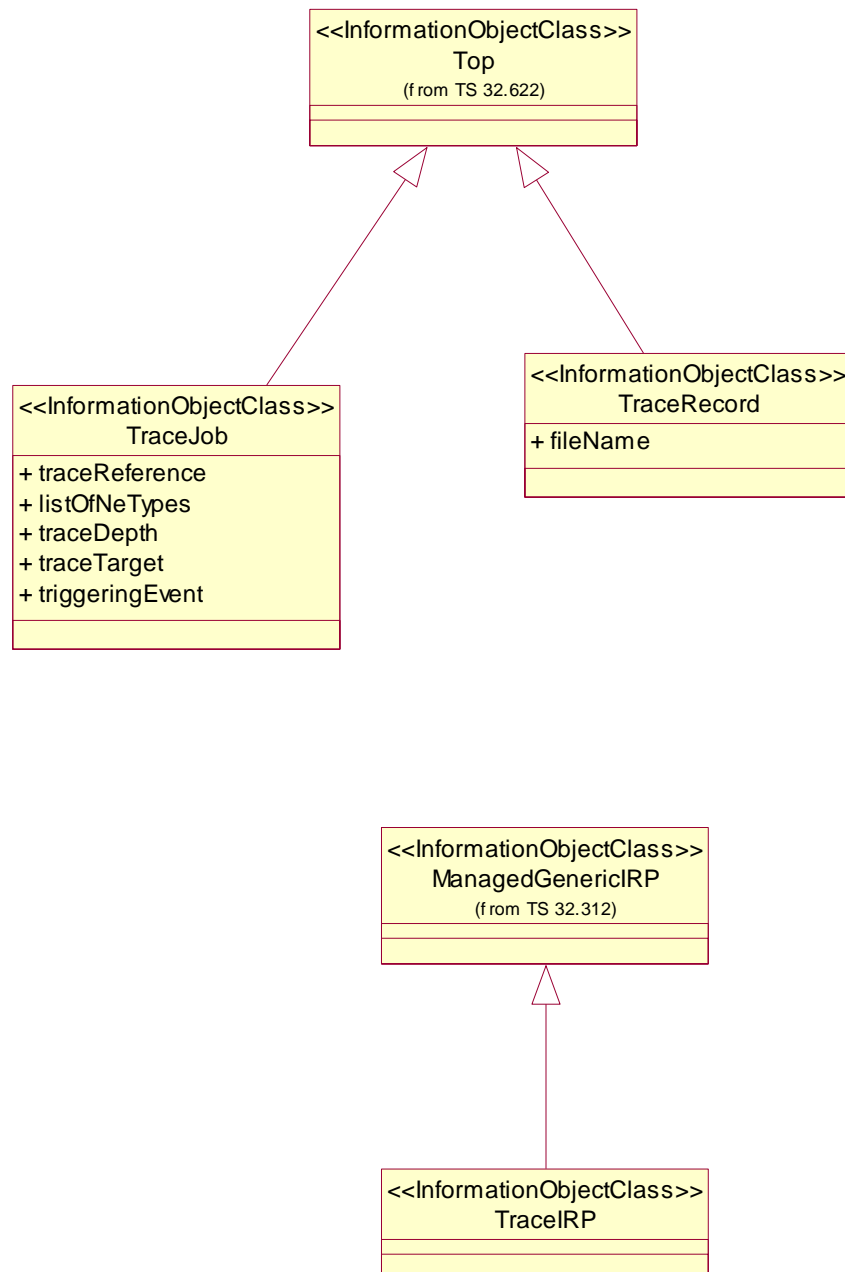 <<InformationObjectClass>>
Top
(from TS 32.622)
<<InformationObjectClass>>
TraceJob
+ traceReference
+ listOfNeTypes
+ traceDepth
+ traceTarget
+ triggeringEvent
<<InformationObjectClass>>
TraceRecord
+ fileName
<<InformationObjectClass>>
ManagedGenericIRP
(from TS 32.312)
<<InformationObjectClass>>
TraceIRP